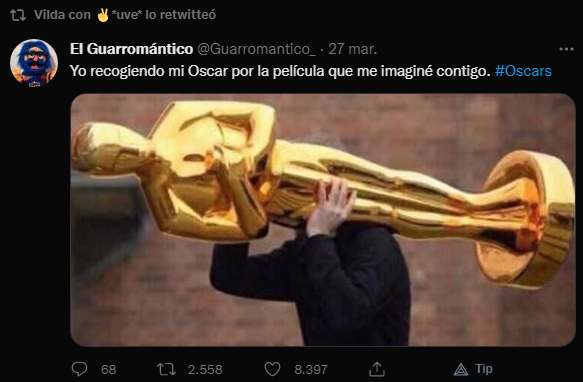 Vilda con ✌*uve* lo retwitteó
El Guarromántico @Guarromantico_ · 27 mar.
Yo recogiendo mi Oscar por la película que me imaginé contigo. #Oscars
68 2.558 8.397 Tip